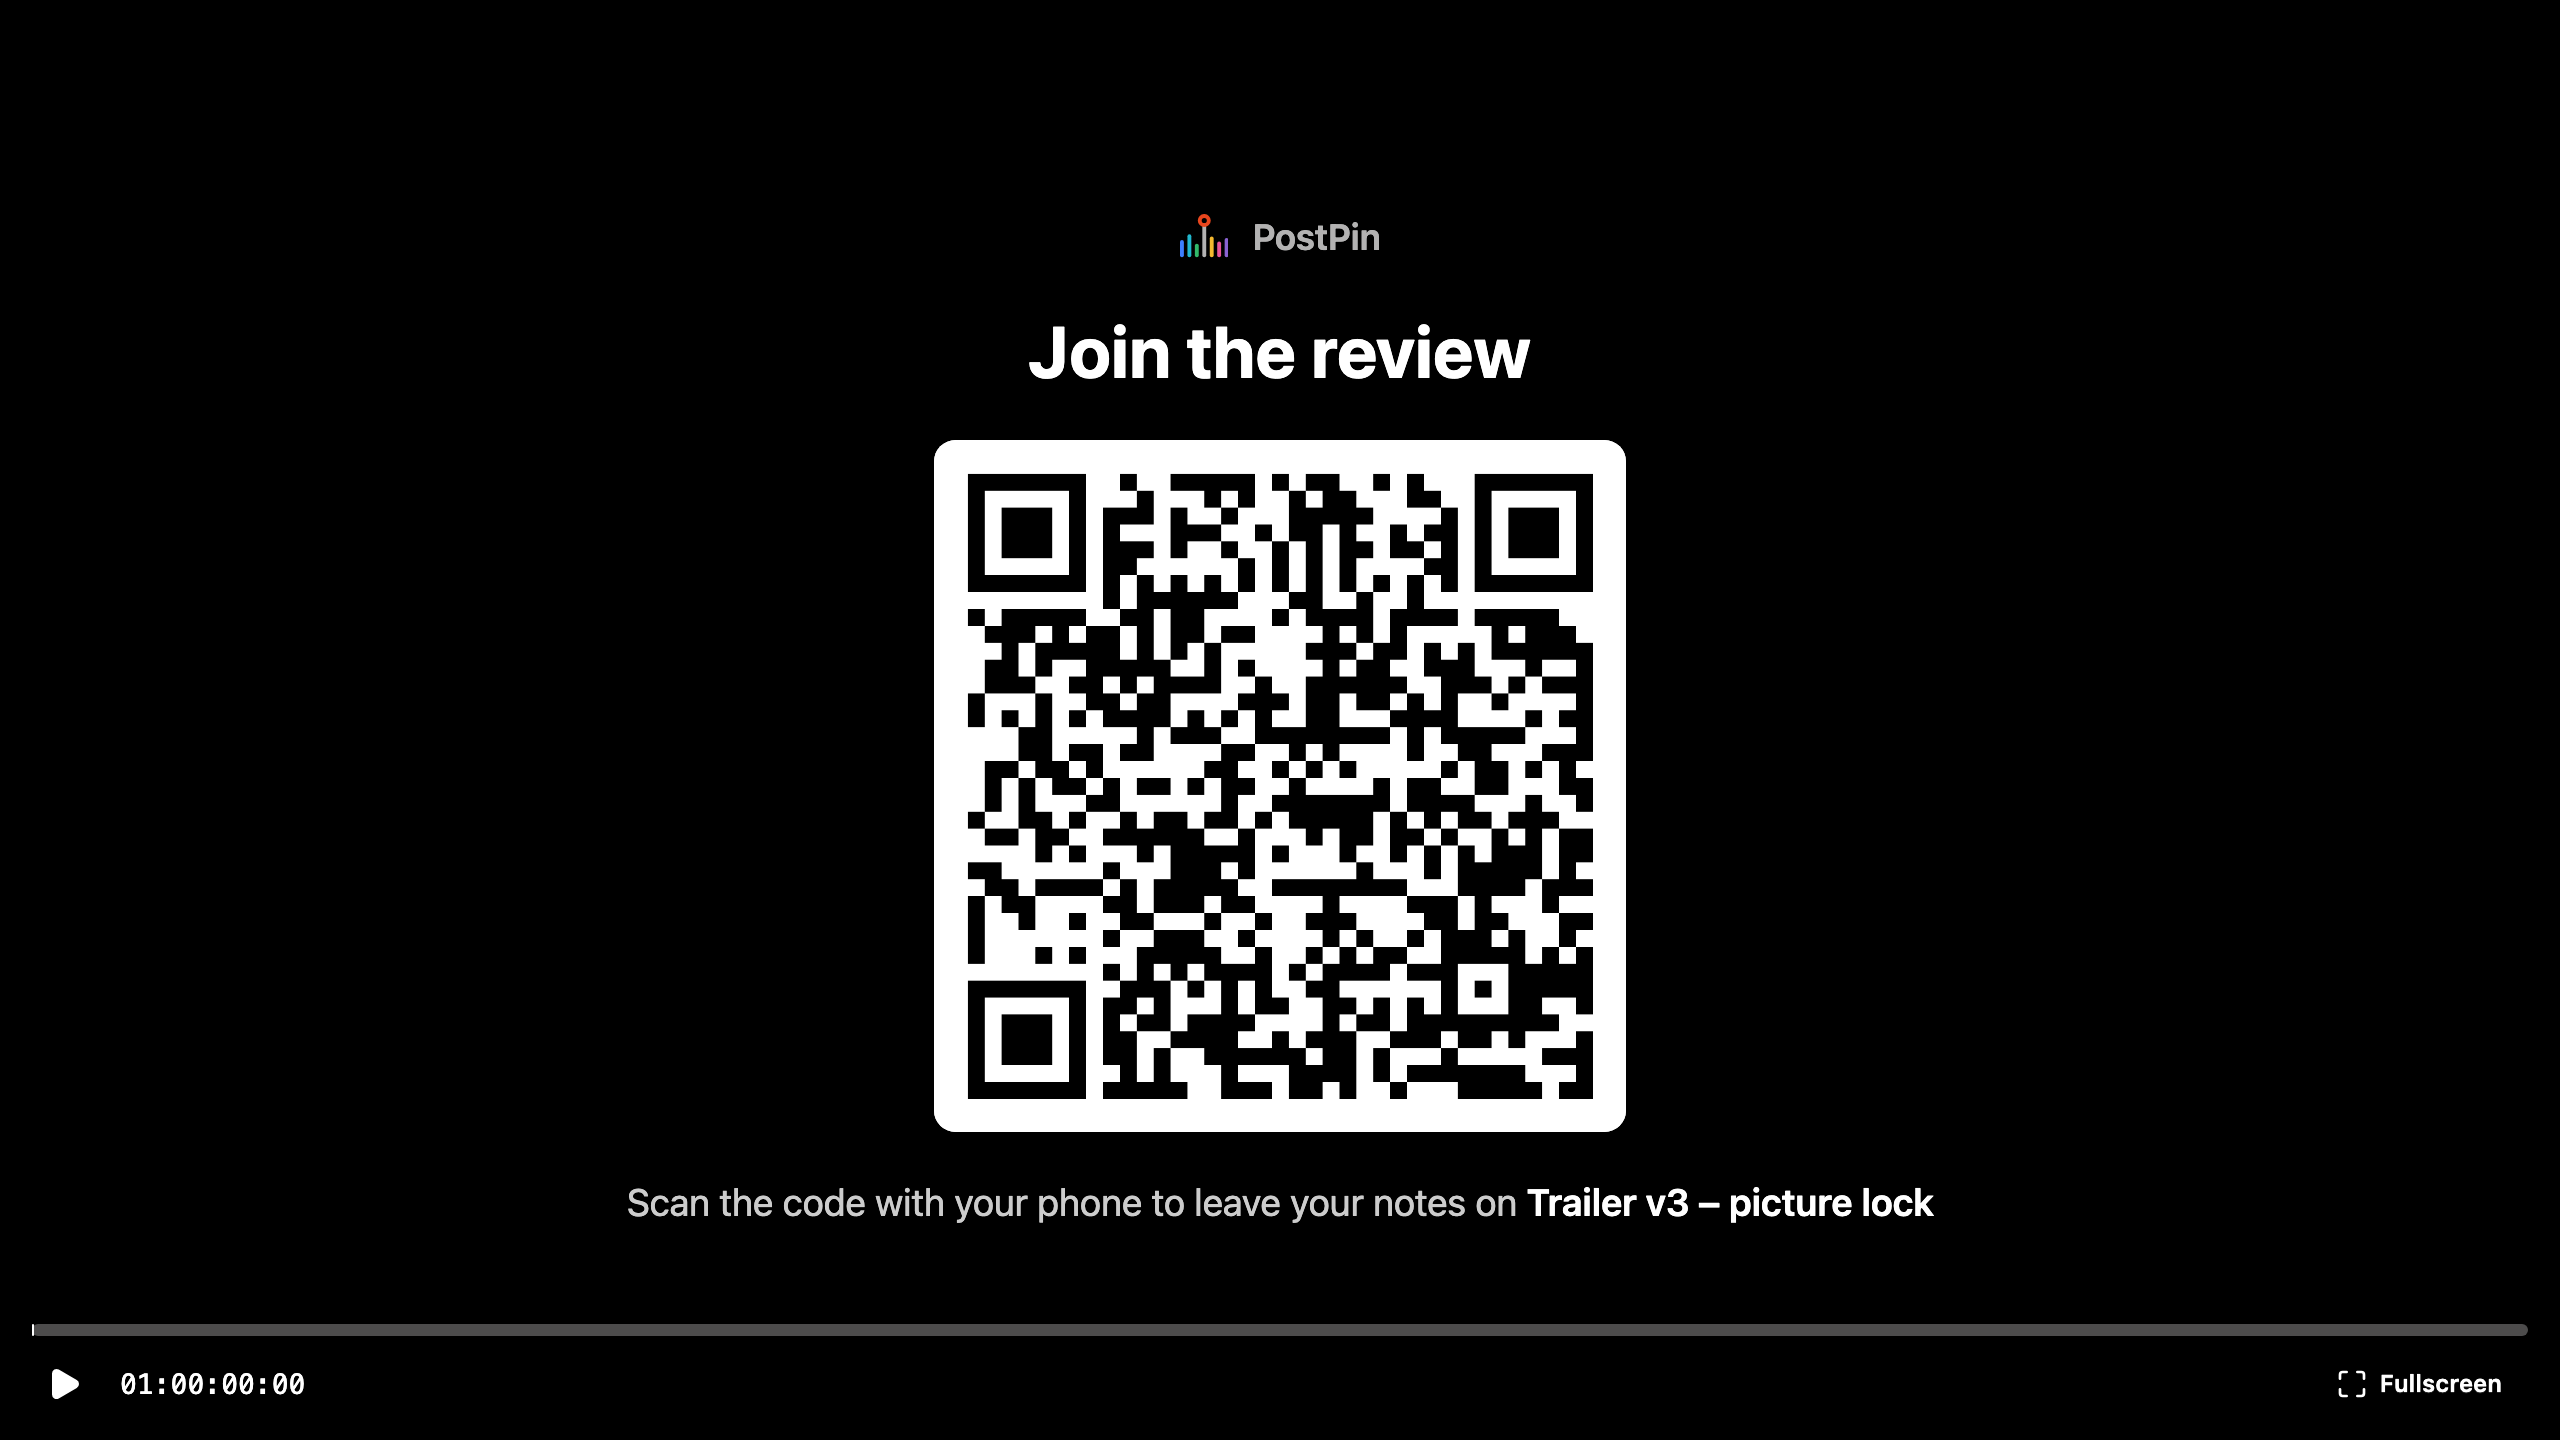 PostPin
Join the review
Scan the code with your phone to leave your notes on Trailer v3 – picture lock
01:00:00:00
Fullscreen